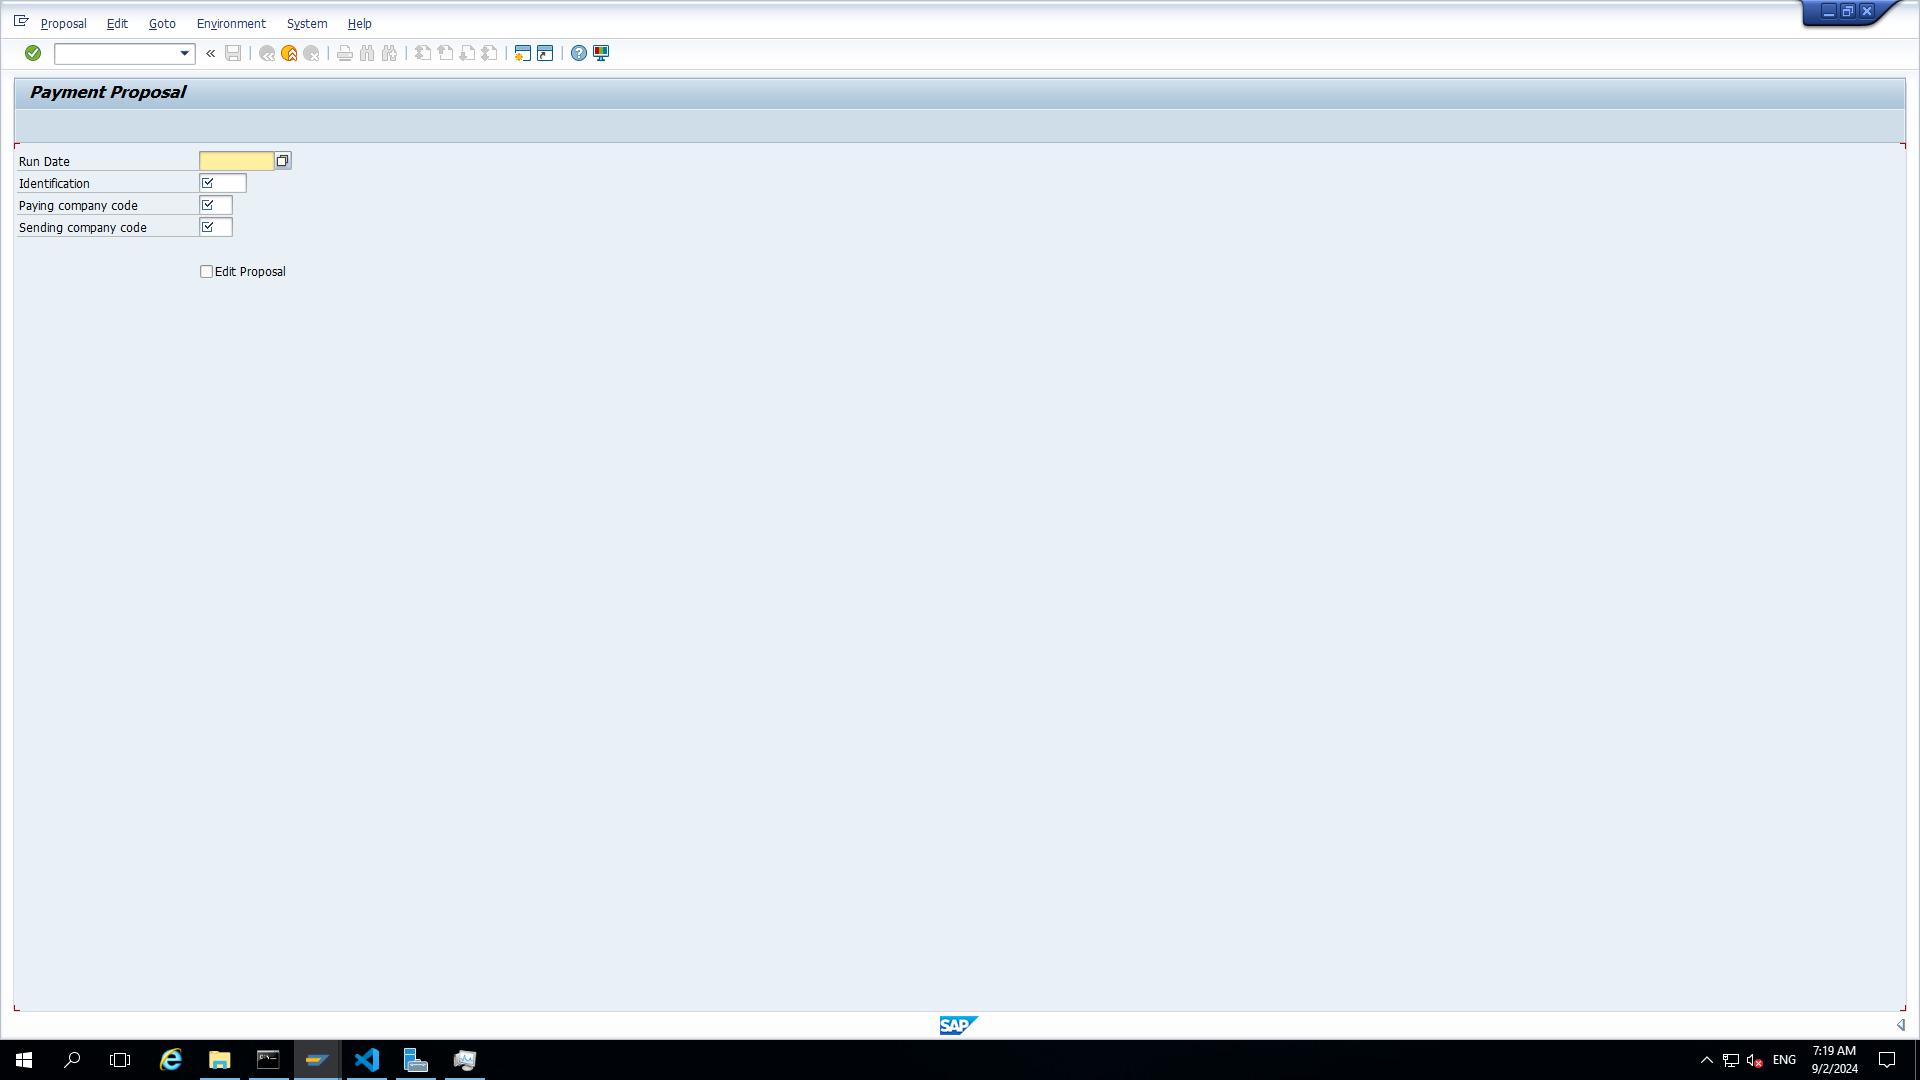 Proposal Edit Goto Environment System Help
Payment Proposal
Run Date
Identification
Paying company code
Sending company code
Edit Proposal
SAP
ENG
7:19 AM
9/2/2024